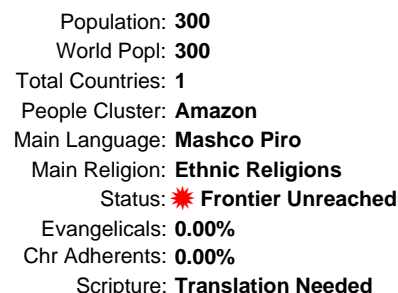 Population: 300
World Popl: 300
Total Countries: 1
People Cluster: Amazon
Main Language: Mashco Piro
Main Religion: Ethnic Religions
Status: Frontier Unreached
Evangelicals: 0.00%
Chr Adherents: 0.00%
Scripture: Translation Needed